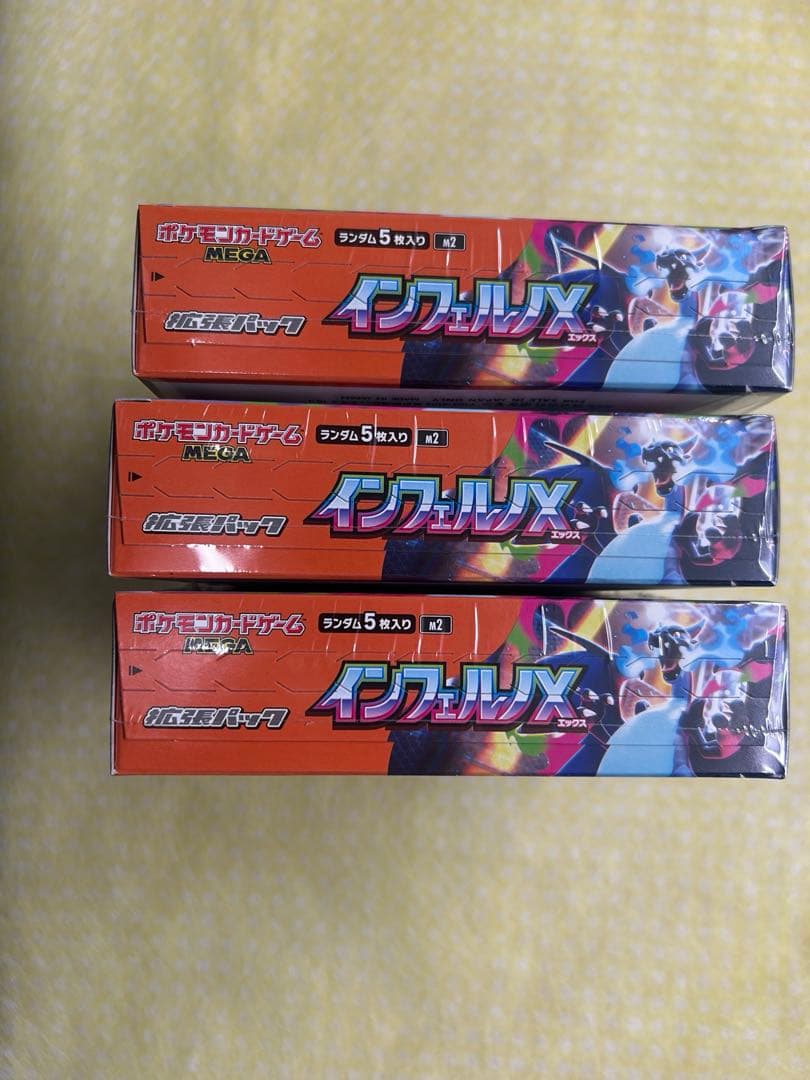 ポケモンカードゲーム
MEGA
ランダム5枚入り
M2
拡張パック
インフェルノX
エックス
ポケモンカードゲーム
MEGA
ランダム5枚入り
M2
拡張パック
インフェルノX
エックス
ポケモンカードゲーム
MEGA
ランダム5枚入り
M2
拡張パック
インフェルノX
エックス